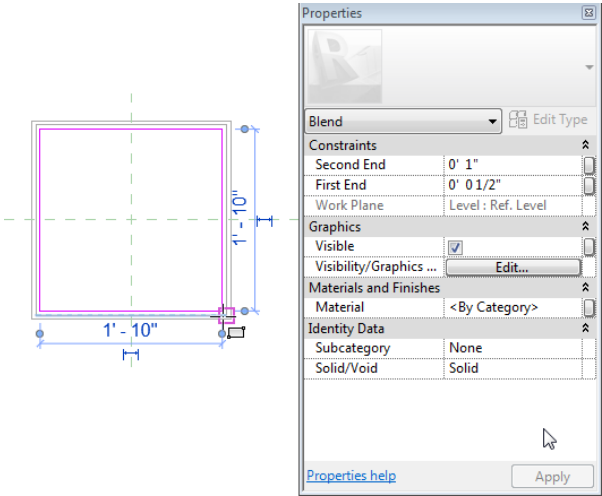 1' - 10"
1' - 10"
Properties
Blend
Edit Type
Constraints
Second End 0' 1"
First End 0' 0 1/2"
Work Plane Level : Ref. Level
Graphics
Visible
Visibility/Graphics ... Edit...
Materials and Finishes
Material <By Category>
Identity Data
Subcategory None
Solid/Void Solid
Properties help Apply